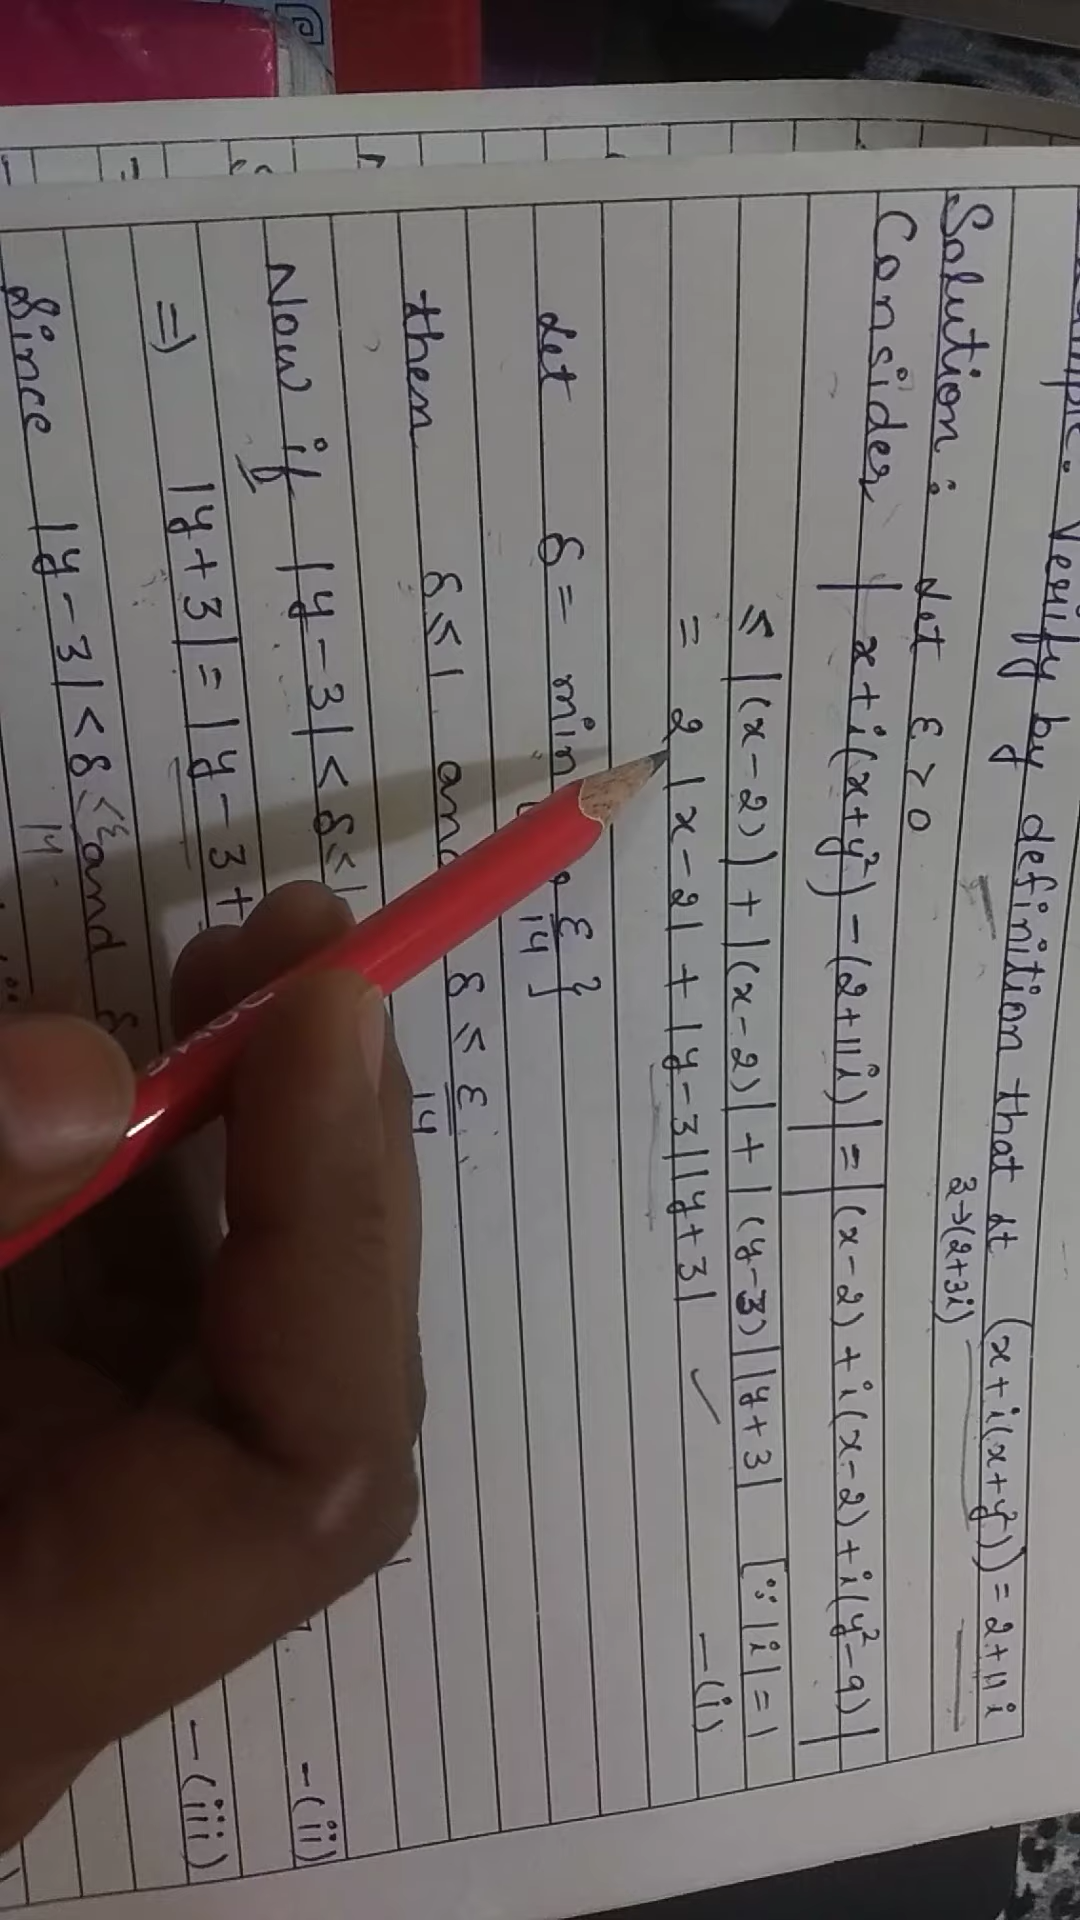 Verify by definition that lt (x+i(x+y²)) = 2+11i
z→(2+3i)
Solution : let ε>0
Consider | x+i(x+y²) - (2+11i) | = | (x-2) + i(x-2) + i(y²-9) |
≤ |(x-2)| + |(x-2)| + |(y-3)||y+3| [∵|i|=1
= 2|x-2| + |y-3||y+3| -(i)
let δ = min ε/14}
then δ≤1 and δ ≤ ε/14
Now if |y-3| < δ ≤ 1 -(ii)
⇒ |y+3| = |y-3+ -(iii)
Since |y-3| < δ ≤ ε/14 and